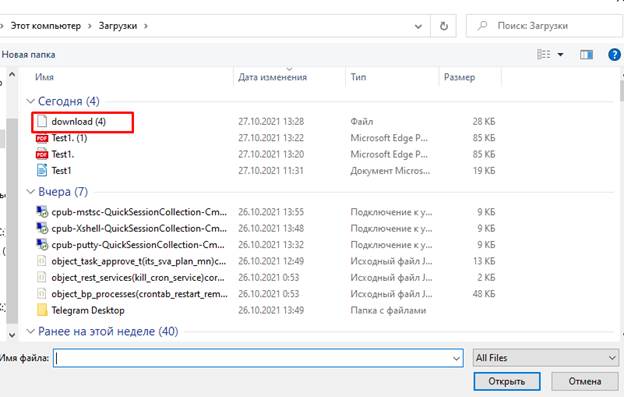 Этот компьютер > Загрузки >
Поиск: Загрузки
Новая папка
Имя Дата изменения Тип Размер
Сегодня (4)
download (4) 27.10.2021 13:28 Файл 28 КБ
Test1. (1) 27.10.2021 13:22 Microsoft Edge P... 85 КБ
Test1. 27.10.2021 13:20 Microsoft Edge P... 85 КБ
Test1 27.10.2021 11:31 Документ Micros... 19 КБ
Вчера (7)
cpub-mstsc-QuickSessionCollection-Cm... 26.10.2021 13:55 Подключение к у... 9 КБ
cpub-Xshell-QuickSessionCollection-Cm... 26.10.2021 13:48 Подключение к у... 9 КБ
cpub-putty-QuickSessionCollection-Cm... 26.10.2021 13:32 Подключение к у... 9 КБ
object_task_approve_t(its_sva_plan_mn)c... 26.10.2021 12:49 Исходный файл J... 13 КБ
object_rest_services(kill_cron_service)cor... 26.10.2021 0:53 Исходный файл J... 2 КБ
object_bp_processes(crontab_restart_rem... 26.10.2021 0:53 Исходный файл J... 48 КБ
Telegram Desktop 26.10.2021 13:49 Папка с файлами
Ранее на этой неделе (40)
Имя файла: All Files
Открыть Отмена